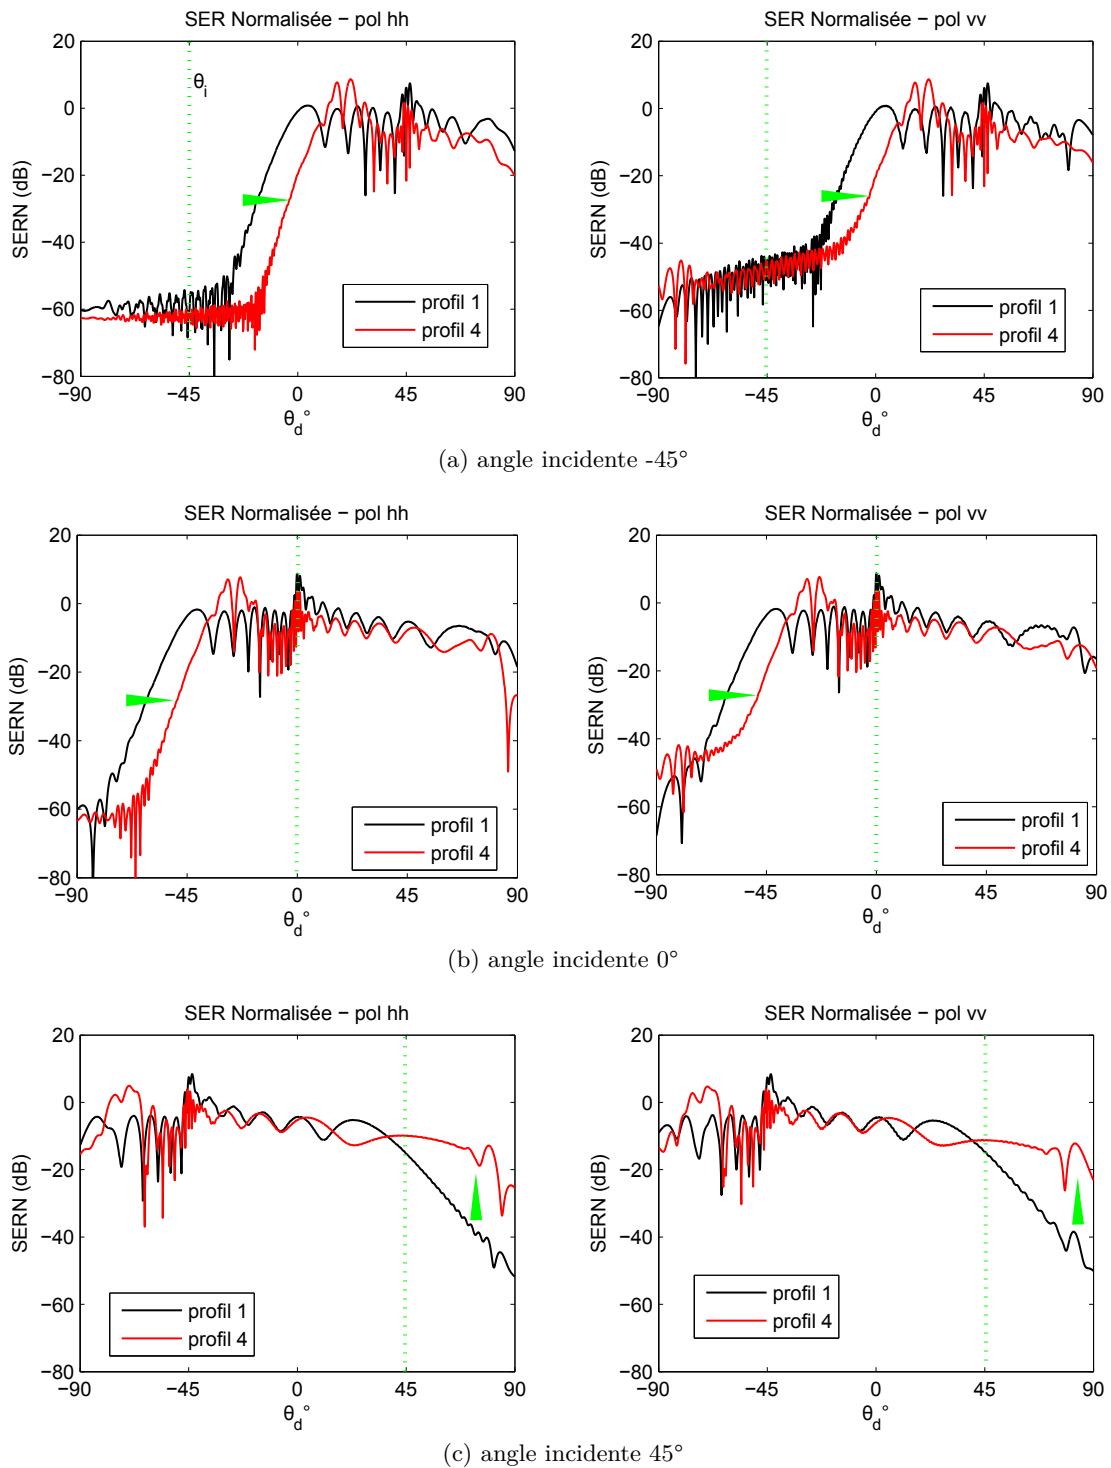 SER Normalisée − pol hh
20
0
−20
−40
−60
−80
SERN (dB)
θi
profil 1
profil 4
−90
−45
0
45
90
θd°
SER Normalisée − pol vv
20
0
−20
−40
−60
−80
SERN (dB)
profil 1
profil 4
−90
−45
0
45
90
θd°
(a) angle incidente -45°
SER Normalisée − pol hh
20
0
−20
−40
−60
−80
SERN (dB)
profil 1
profil 4
−90
−45
0
45
90
θd°
SER Normalisée − pol vv
20
0
−20
−40
−60
−80
SERN (dB)
profil 1
profil 4
−90
−45
0
45
90
θd°
(b) angle incidente 0°
SER Normalisée − pol hh
20
0
−20
−40
−60
−80
SERN (dB)
profil 1
profil 4
−90
−45
0
45
90
θd°
SER Normalisée − pol vv
20
0
−20
−40
−60
−80
SERN (dB)
profil 1
profil 4
−90
−45
0
45
90
θd°
(c) angle incidente 45°